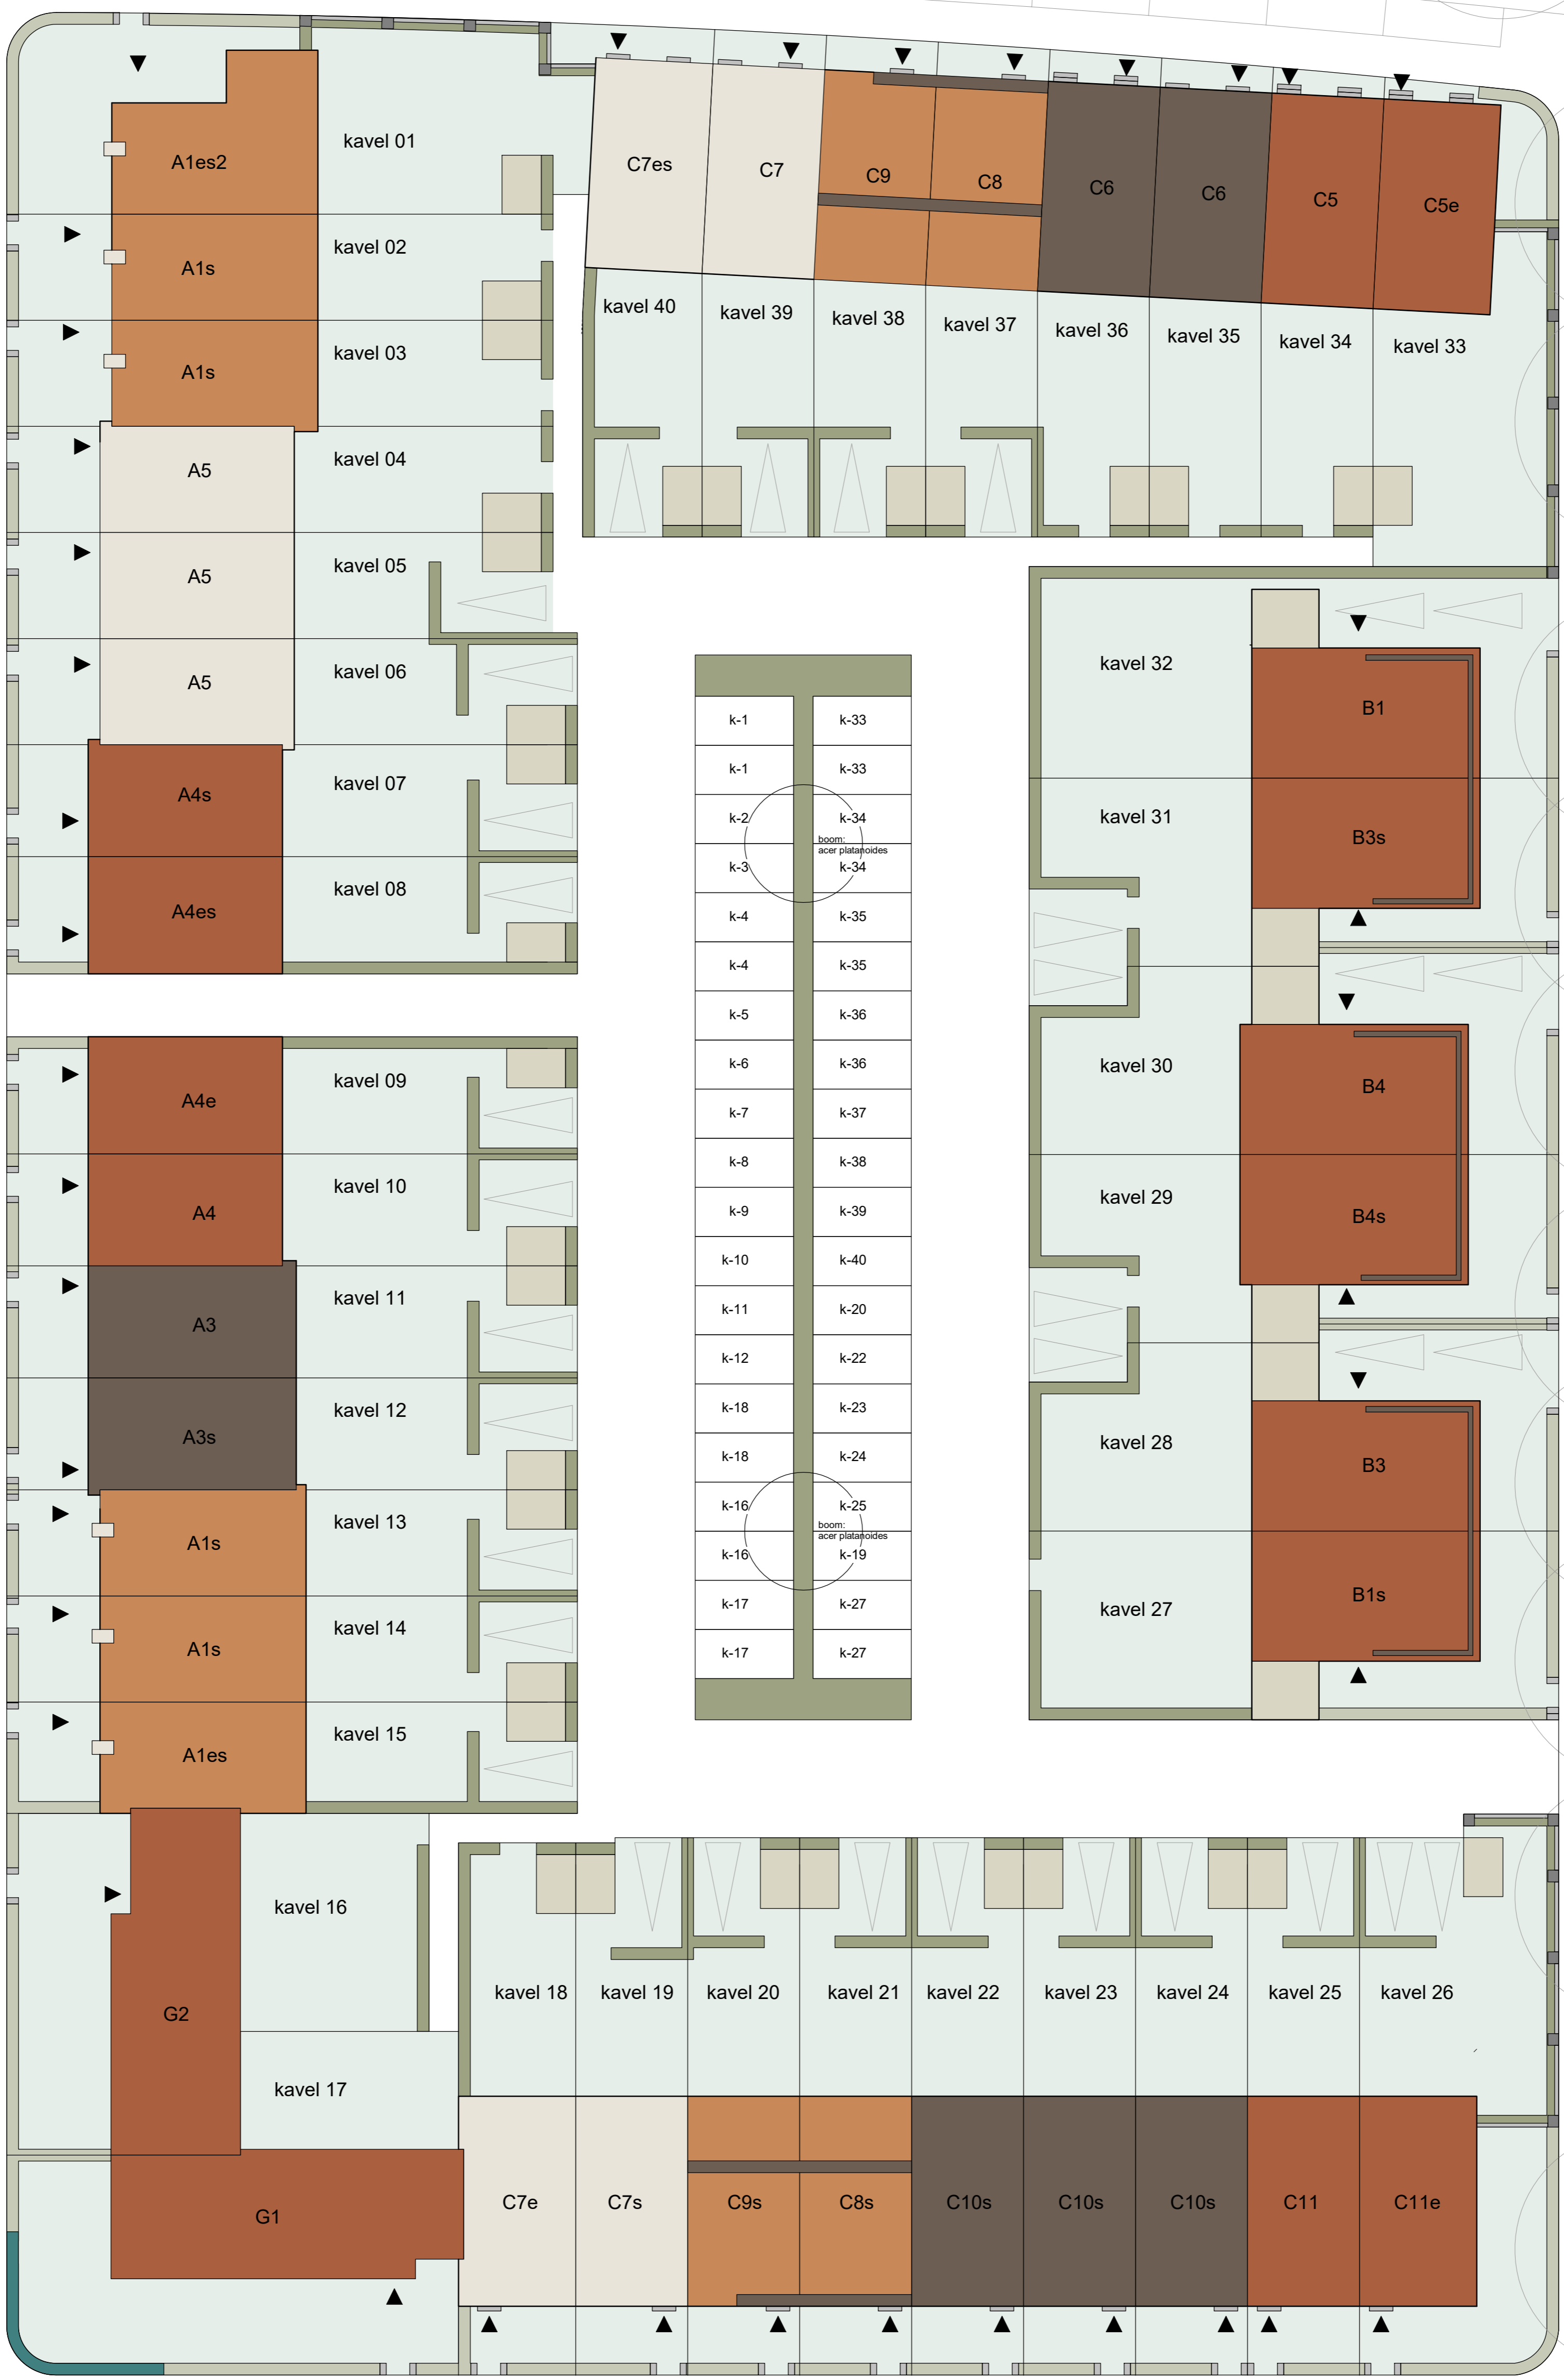 kavel 01
A1es2
kavel 02
A1s
kavel 03
A1s
kavel 04
A5
kavel 05
A5
kavel 06
A5
kavel 07
A4s
kavel 08
A4es
kavel 09
A4e
kavel 10
A4
kavel 11
A3
kavel 12
A3s
kavel 13
A1s
kavel 14
A1s
kavel 15
A1es
kavel 16
G2
kavel 17
G1
C7es
C7
C9
C8
C6
C6
C5
C5e
kavel 40
kavel 39
kavel 38
kavel 37
kavel 36
kavel 35
kavel 34
kavel 33
k-1
k-1
k-2
k-3
k-4
k-4
k-5
k-6
k-7
k-8
k-9
k-10
k-11
k-12
k-18
k-18
k-16
k-16
k-17
k-17
k-33
k-33
k-34
boom:
acer platanoides
k-34
k-35
k-35
k-36
k-36
k-37
k-38
k-39
k-40
k-20
k-22
k-23
k-24
k-25
boom:
acer platanoides
k-19
k-27
k-27
kavel 32
B1
kavel 31
B3s
kavel 30
B4
kavel 29
B4s
kavel 28
B3
kavel 27
B1s
kavel 18
kavel 19
kavel 20
kavel 21
kavel 22
kavel 23
kavel 24
kavel 25
kavel 26
C7e
C7s
C9s
C8s
C10s
C10s
C10s
C11
C11e